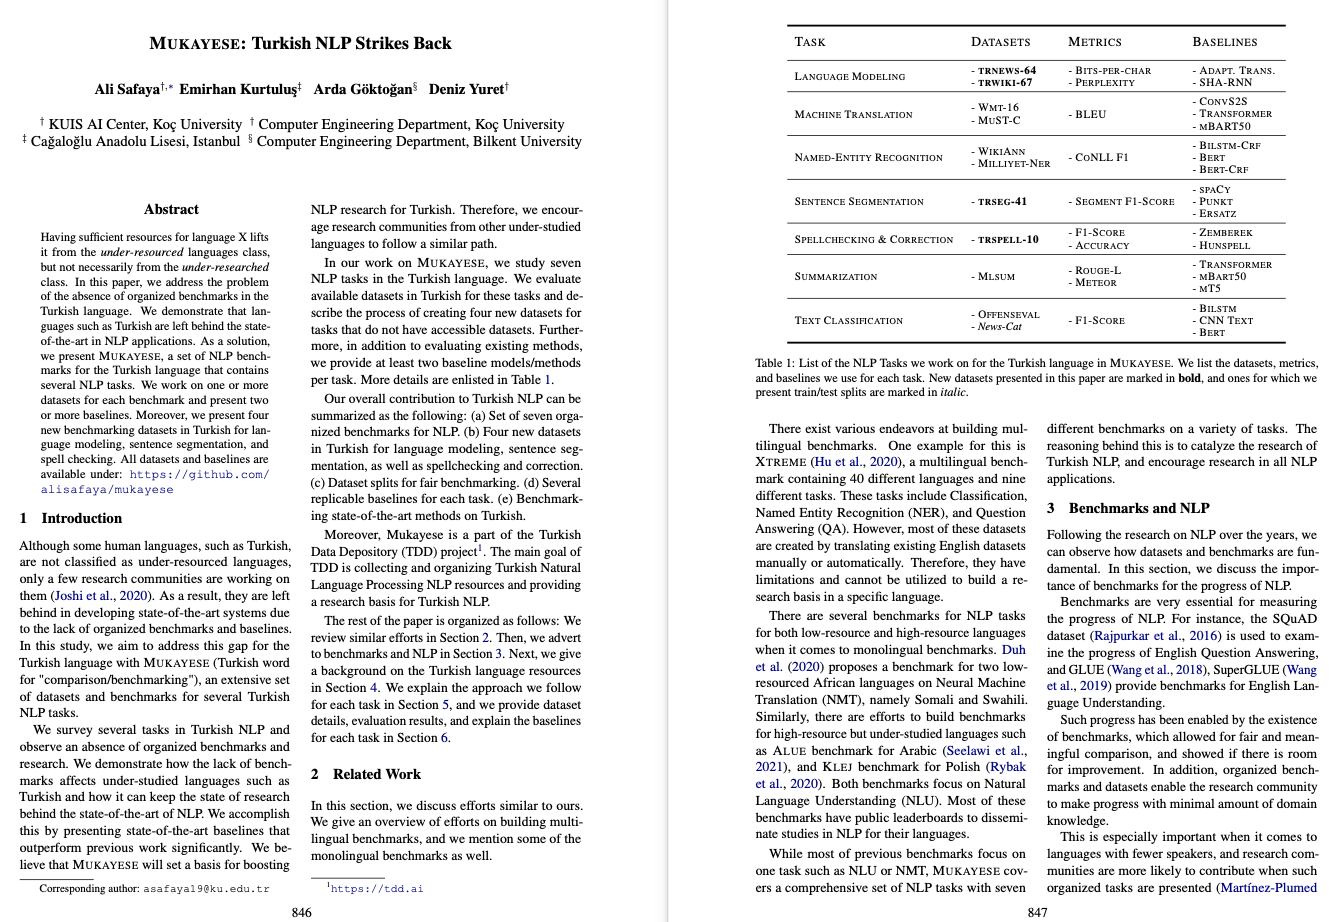 MUKAYESE: Turkish NLP Strikes Back
Ali Safaya†,* Emirhan Kurtuluş‡ Arda Göktoğan§ Deniz Yuret†
† KUIS AI Center, Koç University † Computer Engineering Department, Koç University
‡ Cağaloğlu Anadolu Lisesi, Istanbul § Computer Engineering Department, Bilkent University
Abstract
Having sufficient resources for language X lifts
it from the under-resourced languages class,
but not necessarily from the under-researched
class. In this paper, we address the problem
of the absence of organized benchmarks in the
Turkish language. We demonstrate that lan-
guages such as Turkish are left behind the state-
of-the-art in NLP applications. As a solution,
we present MUKAYESE, a set of NLP bench-
marks for the Turkish language that contains
several NLP tasks. We work on one or more
datasets for each benchmark and present two
or more baselines. Moreover, we present four
new benchmarking datasets in Turkish for lan-
guage modeling, sentence segmentation, and
spell checking. All datasets and baselines are
available under: https://github.com/
alisafaya/mukayese
1 Introduction
Although some human languages, such as Turkish,
are not classified as under-resourced languages,
only a few research communities are working on
them (Joshi et al., 2020). As a result, they are left
behind in developing state-of-the-art systems due
to the lack of organized benchmarks and baselines.
In this study, we aim to address this gap for the
Turkish language with MUKAYESE (Turkish word
for "comparison/benchmarking"), an extensive set
of datasets and benchmarks for several Turkish
NLP tasks.
We survey several tasks in Turkish NLP and
observe an absence of organized benchmarks and
research. We demonstrate how the lack of bench-
marks affects under-studied languages such as
Turkish and how it can keep the state of research
behind the state-of-the-art of NLP. We accomplish
this by presenting state-of-the-art baselines that
outperform previous work significantly. We be-
lieve that MUKAYESE will set a basis for boosting
Corresponding author: asafaya19@ku.edu.tr
NLP research for Turkish. Therefore, we encour-
age research communities from other under-studied
languages to follow a similar path.
In our work on MUKAYESE, we study seven
NLP tasks in the Turkish language. We evaluate
available datasets in Turkish for these tasks and de-
scribe the process of creating four new datasets for
tasks that do not have accessible datasets. Further-
more, in addition to evaluating existing methods,
we provide at least two baseline models/methods
per task. More details are enlisted in Table 1.
Our overall contribution to Turkish NLP can be
summarized as the following: (a) Set of seven orga-
nized benchmarks for NLP. (b) Four new datasets
in Turkish for language modeling, sentence seg-
mentation, as well as spellchecking and correction.
(c) Dataset splits for fair benchmarking. (d) Several
replicable baselines for each task. (e) Benchmark-
ing state-of-the-art methods on Turkish.
Moreover, Mukayese is a part of the Turkish
Data Depository (TDD) project1. The main goal of
TDD is collecting and organizing Turkish Natural
Language Processing NLP resources and providing
a research basis for Turkish NLP.
The rest of the paper is organized as follows: We
review similar efforts in Section 2. Then, we advert
to benchmarks and NLP in Section 3. Next, we give
a background on the Turkish language resources
in Section 4. We explain the approach we follow
for each task in Section 5, and we provide dataset
details, evaluation results, and explain the baselines
for each task in Section 6.
2 Related Work
In this section, we discuss efforts similar to ours.
We give an overview of efforts on building multi-
lingual benchmarks, and we mention some of the
monolingual benchmarks as well.
1https://tdd.ai
846
TASK DATASETS METRICS BASELINES
LANGUAGE MODELING - TRNEWS-64 - BITS-PER-CHAR - ADAPT. TRANS.
- TRWIKI-67 - PERPLEXITY - SHA-RNN
MACHINE TRANSLATION - WMT-16 - BLEU - CONVS2S
- MUST-C - TRANSFORMER
- MBART50
NAMED-ENTITY RECOGNITION - WIKIANN - CONLL F1 - BILSTM-CRF
- MILLIYET-NER - BERT
- BERT-CRF
SENTENCE SEGMENTATION - TRSEG-41 - SEGMENT F1-SCORE - SPACY
- PUNKT
- ERSATZ
SPELLCHECKING & CORRECTION - TRSPELL-10 - F1-SCORE - ZEMBEREK
- ACCURACY - HUNSPELL
SUMMARIZATION - MLSUM - ROUGE-L - TRANSFORMER
- METEOR - MBART50
- MT5
TEXT CLASSIFICATION - OFFENSEVAL - F1-SCORE - BILSTM
- News-Cat - CNN TEXT
- BERT
Table 1: List of the NLP Tasks we work on for the Turkish language in MUKAYESE. We list the datasets, metrics,
and baselines we use for each task. New datasets presented in this paper are marked in bold, and ones for which we
present train/test splits are marked in italic.
There exist various endeavors at building mul-
tilingual benchmarks. One example for this is
XTREME (Hu et al., 2020), a multilingual bench-
mark containing 40 different languages and nine
different tasks. These tasks include Classification,
Named Entity Recognition (NER), and Question
Answering (QA). However, most of these datasets
are created by translating existing English datasets
manually or automatically. Therefore, they have
limitations and cannot be utilized to build a re-
search basis in a specific language.
There are several benchmarks for NLP tasks
for both low-resource and high-resource languages
when it comes to monolingual benchmarks. Duh
et al. (2020) proposes a benchmark for two low-
resourced African languages on Neural Machine
Translation (NMT), namely Somali and Swahili.
Similarly, there are efforts to build benchmarks
for high-resource but under-studied languages such
as ALUE benchmark for Arabic (Seelawi et al.,
2021), and KLEJ benchmark for Polish (Rybak
et al., 2020). Both benchmarks focus on Natural
Language Understanding (NLU). Most of these
benchmarks have public leaderboards to dissemi-
nate studies in NLP for their languages.
While most of previous benchmarks focus on
one task such as NLU or NMT, MUKAYESE cov-
ers a comprehensive set of NLP tasks with seven
different benchmarks on a variety of tasks. The
reasoning behind this is to catalyze the research of
Turkish NLP, and encourage research in all NLP
applications.
3 Benchmarks and NLP
Following the research on NLP over the years, we
can observe how datasets and benchmarks are fun-
damental. In this section, we discuss the impor-
tance of benchmarks for the progress of NLP.
Benchmarks are very essential for measuring
the progress of NLP. For instance, the SQuAD
dataset (Rajpurkar et al., 2016) is used to exam-
ine the progress of English Question Answering,
and GLUE (Wang et al., 2018), SuperGLUE (Wang
et al., 2019) provide benchmarks for English Lan-
guage Understanding.
Such progress has been enabled by the existence
of benchmarks, which allowed for fair and mean-
ingful comparison, and showed if there is room
for improvement. In addition, organized bench-
marks and datasets enable the research community
to make progress with minimal amount of domain
knowledge.
This is especially important when it comes to
languages with fewer speakers, and research com-
munities are more likely to contribute when such
organized tasks are presented (Martínez-Plumed
847